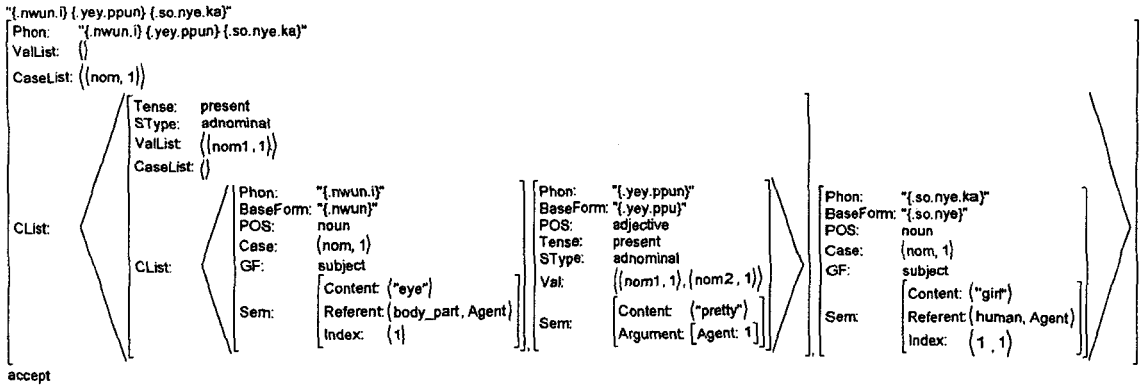 "{.nwun.i} {.yey.ppun} {.so.nye.ka}"
Phon: "{.nwun.i} {.yey.ppun} {.so.nye.ka}"
ValList: ⟨⟩
CaseList: ⟨(nom, 1)⟩
CList:
Tense: present
SType: adnominal
ValList: ⟨(nom1, 1)⟩
CaseList: ⟨⟩
CList:
Phon: "{.nwun.i}"
BaseForm: "{.nwun}"
POS: noun
Case: (nom, 1)
GF: subject
Sem:
Content: ("eye")
Referent: (body_part, Agent)
Index: (1)
Phon: "{.yey.ppun}"
BaseForm: "{.yey.ppu}"
POS: adjective
Tense: present
SType: adnominal
Val: ⟨(nom1, 1), (nom2, 1)⟩
Sem:
Content: ("pretty")
Argument: [Agent: 1]
Phon: "{.so.nye.ka}"
BaseForm: "{.so.nye}"
POS: noun
Case: (nom, 1)
GF: subject
Sem:
Content: ("girl")
Referent: (human, Agent)
Index: (1, 1)
accept